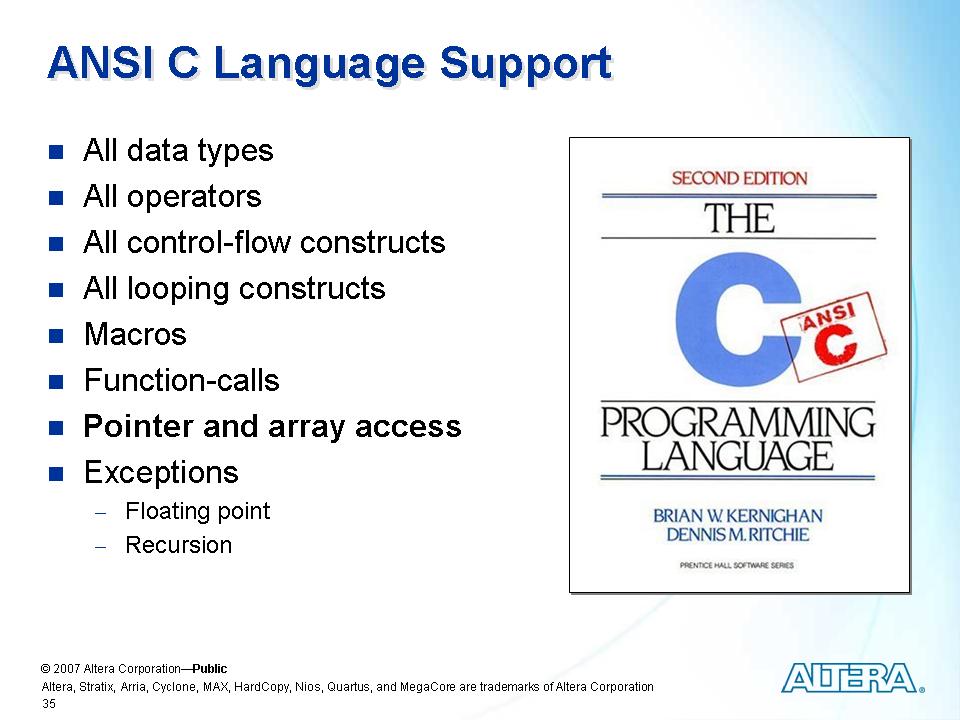 ANSI C Language Support
All data types
All operators
All control-flow constructs
All looping constructs
Macros
Function-calls
Pointer and array access
Exceptions
– Floating point
– Recursion
SECOND EDITION
THE
C
ANSI
C
PROGRAMMING
LANGUAGE
BRIAN W. KERNIGHAN
DENNIS M. RITCHIE
PRENTICE HALL SOFTWARE SERIES
© 2007 Altera Corporation—Public
Altera, Stratix, Arria, Cyclone, MAX, HardCopy, Nios, Quartus, and MegaCore are trademarks of Altera Corporation
35
ALTERA®